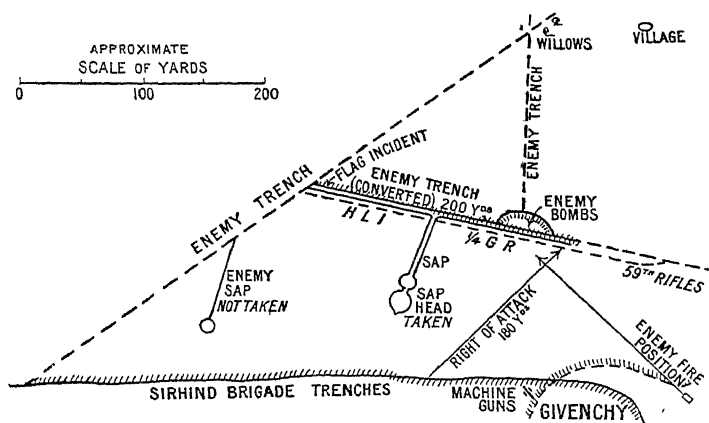 APPROXIMATE
SCALE OF YARDS
0 100 200
WILLOWS
VILLAGE
ENEMY TRENCH
FLAG INCIDENT
ENEMY TRENCH
ENEMY TRENCH
(CONVERTED) 200 YDS
ENEMY
BOMBS
H L I
1/4 G R
59TH RIFLES
ENEMY
SAP
NOT TAKEN
SAP
SAP
HEAD
TAKEN
RIGHT OF ATTACK
180 YDS
ENEMY FIRE
POSITION
SIRHIND BRIGADE TRENCHES
MACHINE
GUNS
GIVENCHY